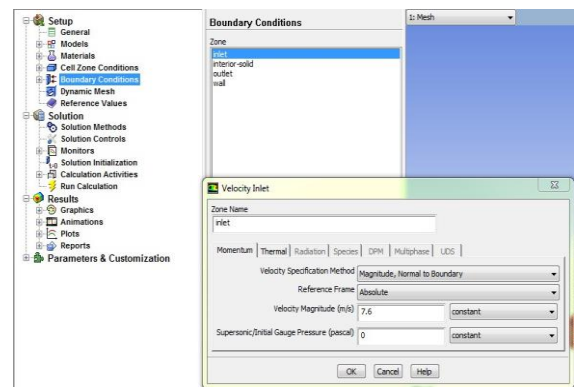 Setup
General
Models
Materials
Cell Zone Conditions
Boundary Conditions
Dynamic Mesh
Reference Values
Solution
Solution Methods
Solution Controls
Monitors
Solution Initialization
Calculation Activities
Run Calculation
Results
Graphics
Animations
Plots
Reports
Parameters & Customization
Boundary Conditions
Zone
inlet
interior-solid
outlet
wall
1: Mesh
Velocity Inlet
Zone Name
inlet
Momentum Thermal Radiation Species DPM Multiphase UDS
Velocity Specification Method Magnitude, Normal to Boundary
Reference Frame Absolute
Velocity Magnitude (m/s) 7.6 constant
Supersonic/Initial Gauge Pressure (pascal) 0 constant
OK Cancel Help